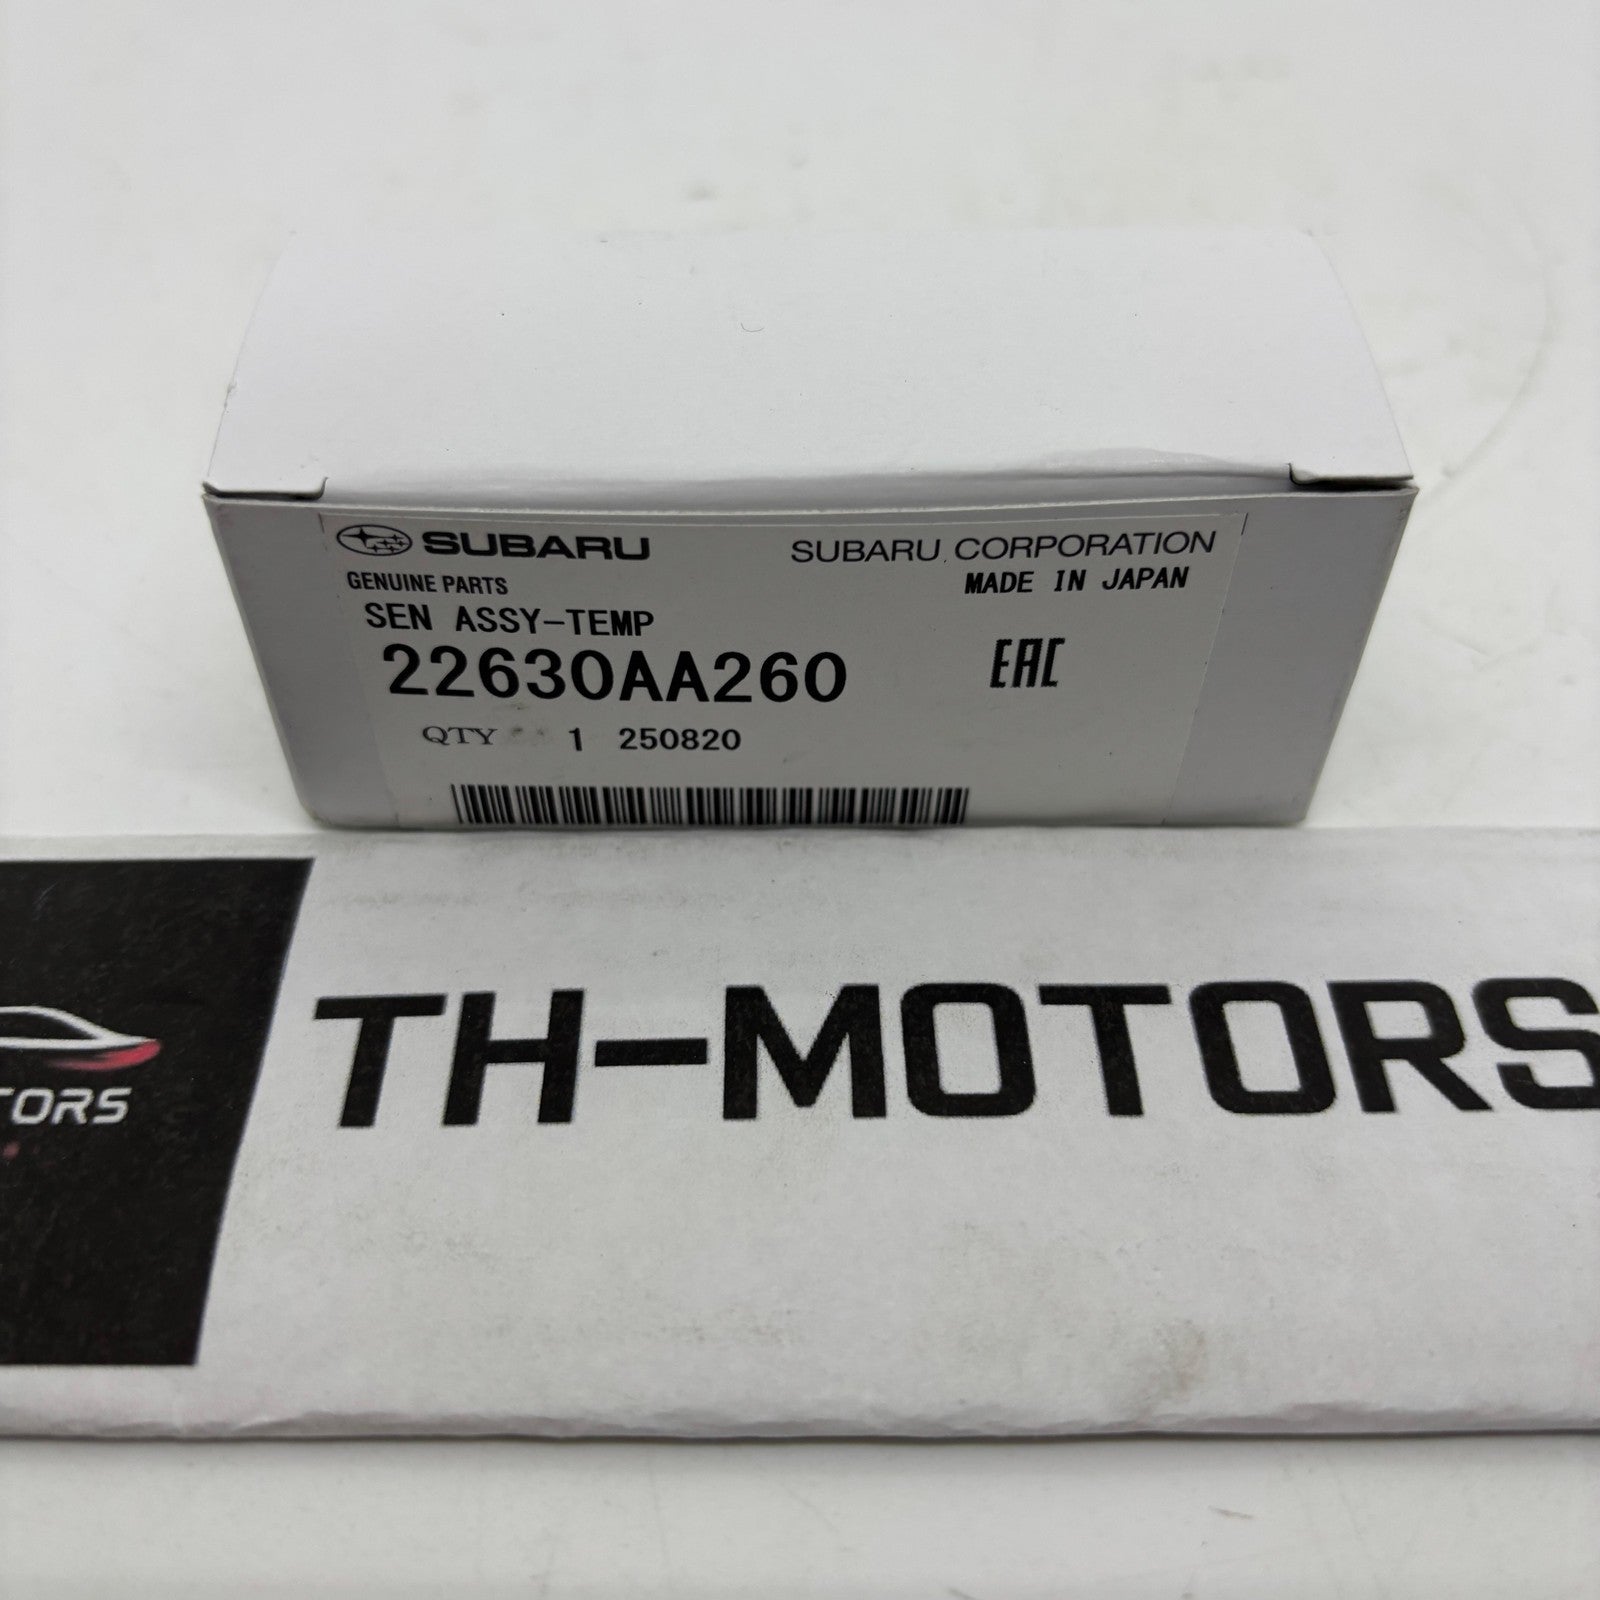 SUBARU SUBARU CORPORATION
GENUINE PARTS MADE IN JAPAN
SEN ASSY-TEMP
22630AA260 EAC
QTY 1 250820
TH-MOTORS
TORS